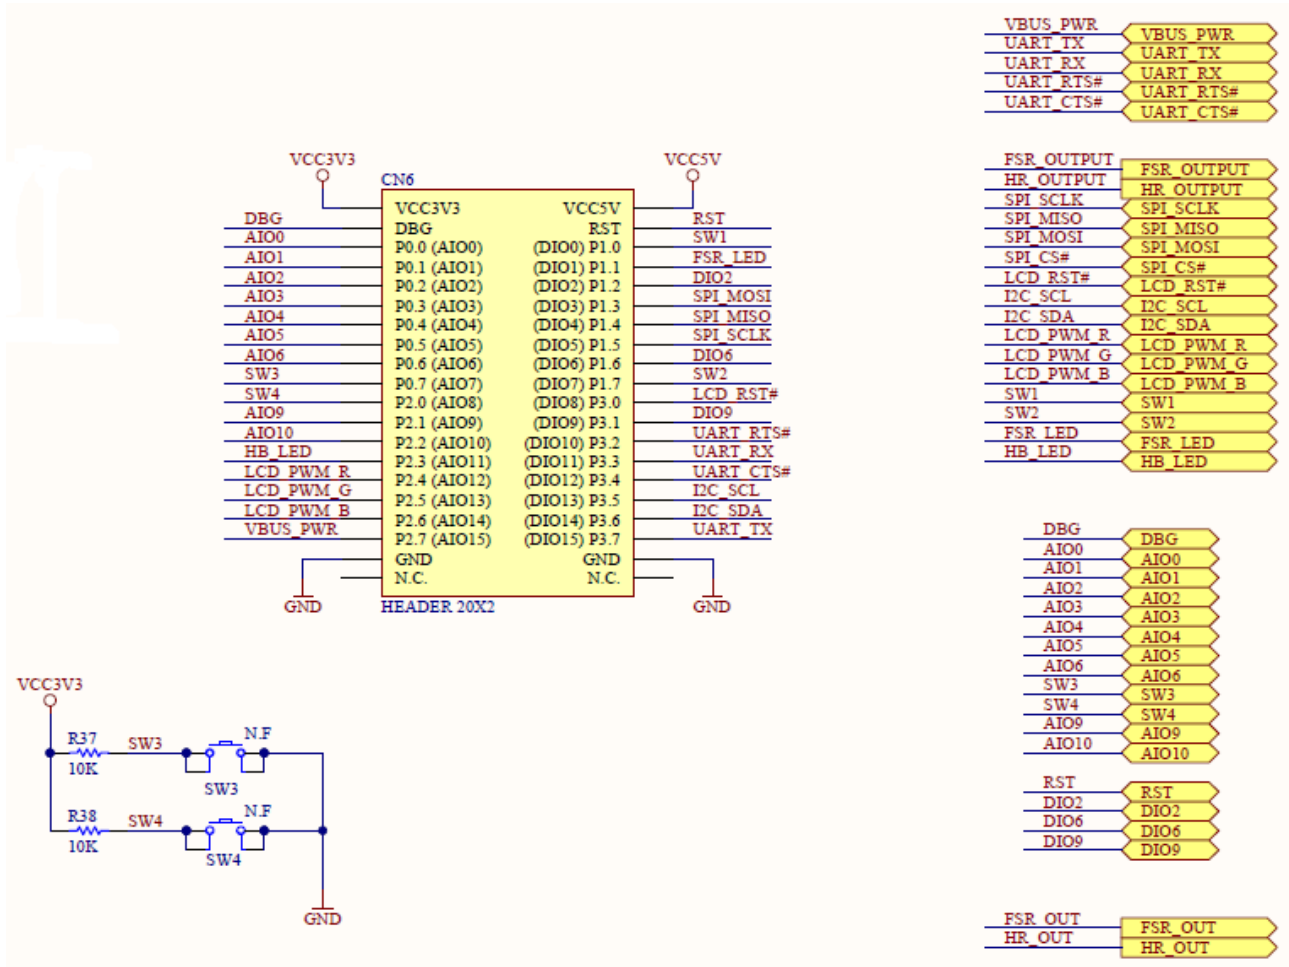 VBUS_PWR VBUS_PWR
UART_TX UART_TX
UART_RX UART_RX
UART_RTS# UART_RTS#
UART_CTS# UART_CTS#
VCC3V3 VCC5V
CN6
VCC3V3 VCC5V
DBG DBG RST RST
AIO0 P0.0 (AIO0) (DIO0) P1.0 SW1
AIO1 P0.1 (AIO1) (DIO1) P1.1 FSR_LED
AIO2 P0.2 (AIO2) (DIO2) P1.2 DIO2
AIO3 P0.3 (AIO3) (DIO3) P1.3 SPI_MOSI
AIO4 P0.4 (AIO4) (DIO4) P1.4 SPI_MISO
AIO5 P0.5 (AIO5) (DIO5) P1.5 SPI_SCLK
AIO6 P0.6 (AIO6) (DIO6) P1.6 DIO6
SW3 P0.7 (AIO7) (DIO7) P1.7 SW2
SW4 P2.0 (AIO8) (DIO8) P3.0 LCD_RST#
AIO9 P2.1 (AIO9) (DIO9) P3.1 DIO9
AIO10 P2.2 (AIO10) (DIO10) P3.2 UART_RTS#
HB_LED P2.3 (AIO11) (DIO11) P3.3 UART_RX
LCD_PWM_R P2.4 (AIO12) (DIO12) P3.4 UART_CTS#
LCD_PWM_G P2.5 (AIO13) (DIO13) P3.5 I2C_SCL
LCD_PWM_B P2.6 (AIO14) (DIO14) P3.6 I2C_SDA
VBUS_PWR P2.7 (AIO15) (DIO15) P3.7 UART_TX
GND GND
N.C. N.C.
GND HEADER 20X2 GND
FSR_OUTPUT FSR_OUTPUT
HR_OUTPUT HR_OUTPUT
SPI_SCLK SPI_SCLK
SPI_MISO SPI_MISO
SPI_MOSI SPI_MOSI
SPI_CS# SPI_CS#
LCD_RST# LCD_RST#
I2C_SCL I2C_SCL
I2C_SDA I2C_SDA
LCD_PWM_R LCD_PWM_R
LCD_PWM_G LCD_PWM_G
LCD_PWM_B LCD_PWM_B
SW1 SW1
SW2 SW2
FSR_LED FSR_LED
HB_LED HB_LED
DBG DBG
AIO0 AIO0
AIO1 AIO1
AIO2 AIO2
AIO3 AIO3
AIO4 AIO4
AIO5 AIO5
AIO6 AIO6
SW3 SW3
SW4 SW4
AIO9 AIO9
AIO10 AIO10
RST RST
DIO2 DIO2
DIO6 DIO6
DIO9 DIO9
FSR_OUT FSR_OUT
HR_OUT HR_OUT
VCC3V3
R37 SW3 N.F
10K SW3
R38 SW4 N.F
10K SW4
GND